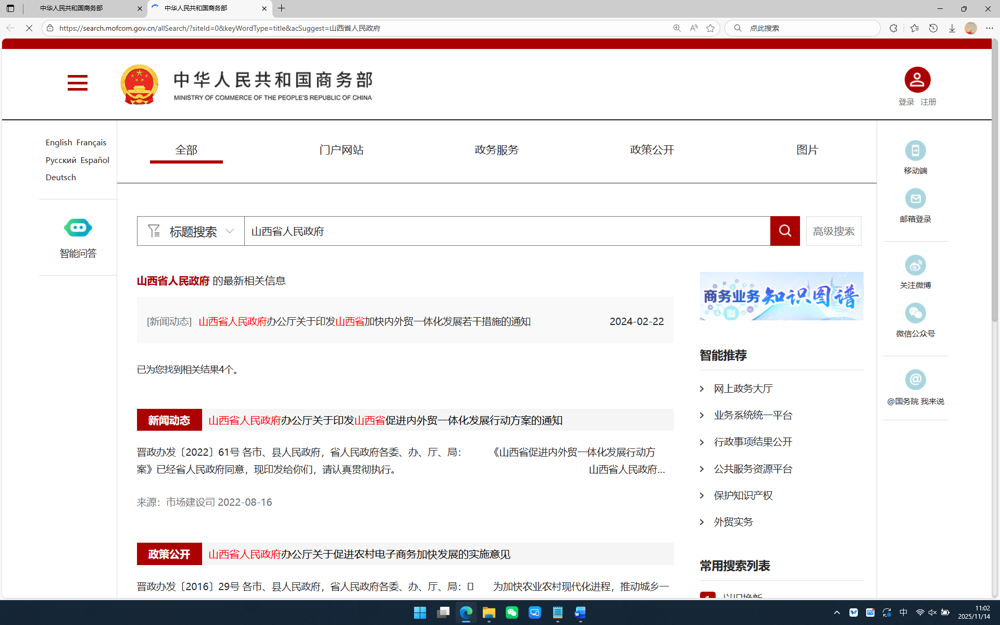 中华人民共和国商务部
中华人民共和国商务部
https://search.mofcom.gov.cn/allSearch/?siteId=0&keyWordType=title&acSuggest=山西省人民政府
点此搜索
中华人民共和国商务部
MINISTRY OF COMMERCE OF THE PEOPLE'S REPUBLIC OF CHINA
登录 注册
English Français
Русский Español
Deutsch
智能问答
全部 门户网站 政务服务 政策公开 图片
标题搜索 山西省人民政府 高级搜索
山西省人民政府 的最新相关信息
[新闻动态] 山西省人民政府办公厅关于印发山西省加快内外贸一体化发展若干措施的通知 2024-02-22
已为您找到相关结果4个。
新闻动态 山西省人民政府办公厅关于印发山西省促进内外贸一体化发展行动方案的通知
晋政办发〔2022〕61号 各市、县人民政府，省人民政府各委、办、厅、局： 《山西省促进内外贸一体化发展行动方
案》已经省人民政府同意，现印发给你们，请认真贯彻执行。 山西省人民政府...
来源：市场建设司 2022-08-16
政策公开 山西省人民政府办公厅关于促进农村电子商务加快发展的实施意见
晋政办发〔2016〕29号 各市、县人民政府，省人民政府各委、办、厅、局： 为加快农业农村现代化进程，推动城乡一
商务业务知识图谱
智能推荐
网上政务大厅
业务系统统一平台
行政事项结果公开
公共服务资源平台
保护知识产权
外贸实务
常用搜索列表
移动端
邮箱登录
关注微博
微信公众号
@国务院 我来说
中
11:02
2025/11/14